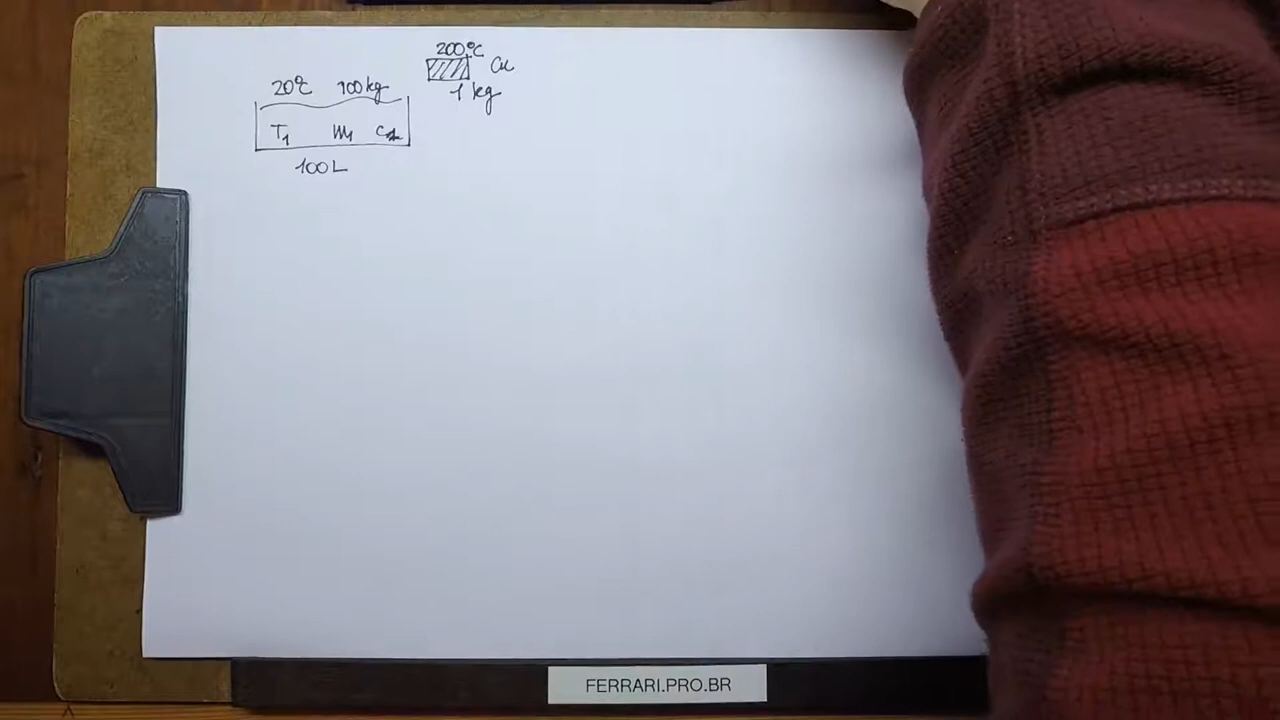 200°C
Cu
1 kg
20°C 100 kg
T₁ m₁
100 L
FERRARI.PRO.BR